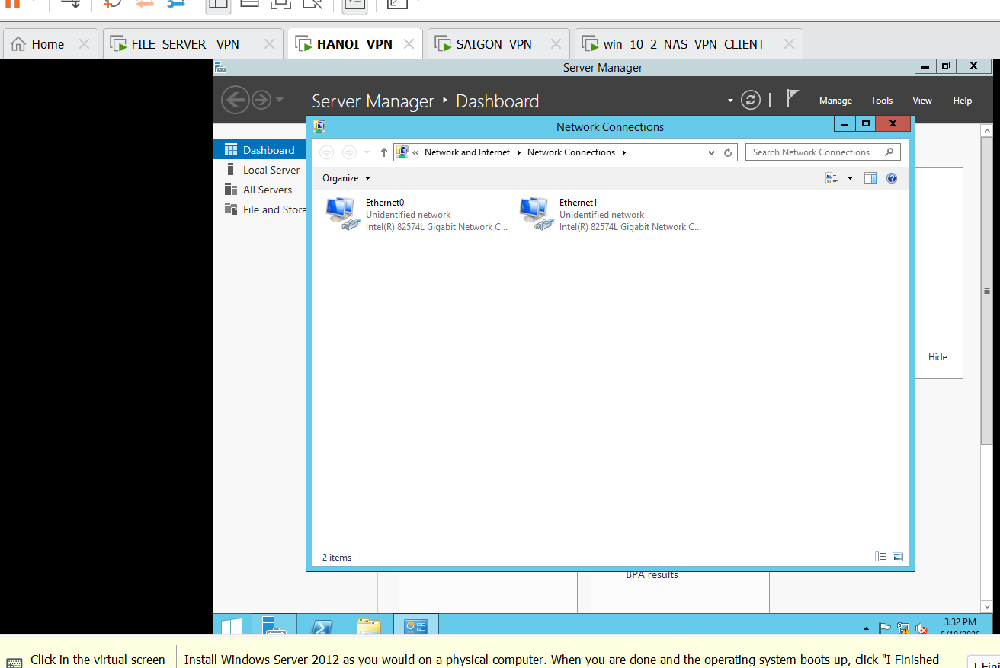 Home
FILE_SERVER _VPN
HANOI_VPN
SAIGON_VPN
win_10_2_NAS_VPN_CLIENT
Server Manager
Server Manager Dashboard
Manage Tools View Help
Network Connections
Dashboard
Network and Internet Network Connections
Search Network Connections
Local Server
Organize
All Servers
File and Stora
Ethernet0
Unidentified network
Intel(R) 82574L Gigabit Network C...
Ethernet1
Unidentified network
Intel(R) 82574L Gigabit Network C...
Hide
2 items
BPA results
3:32 PM
Click in the virtual screen
Install Windows Server 2012 as you would on a physical computer. When you are done and the operating system boots up, click "I Finished
I Fini